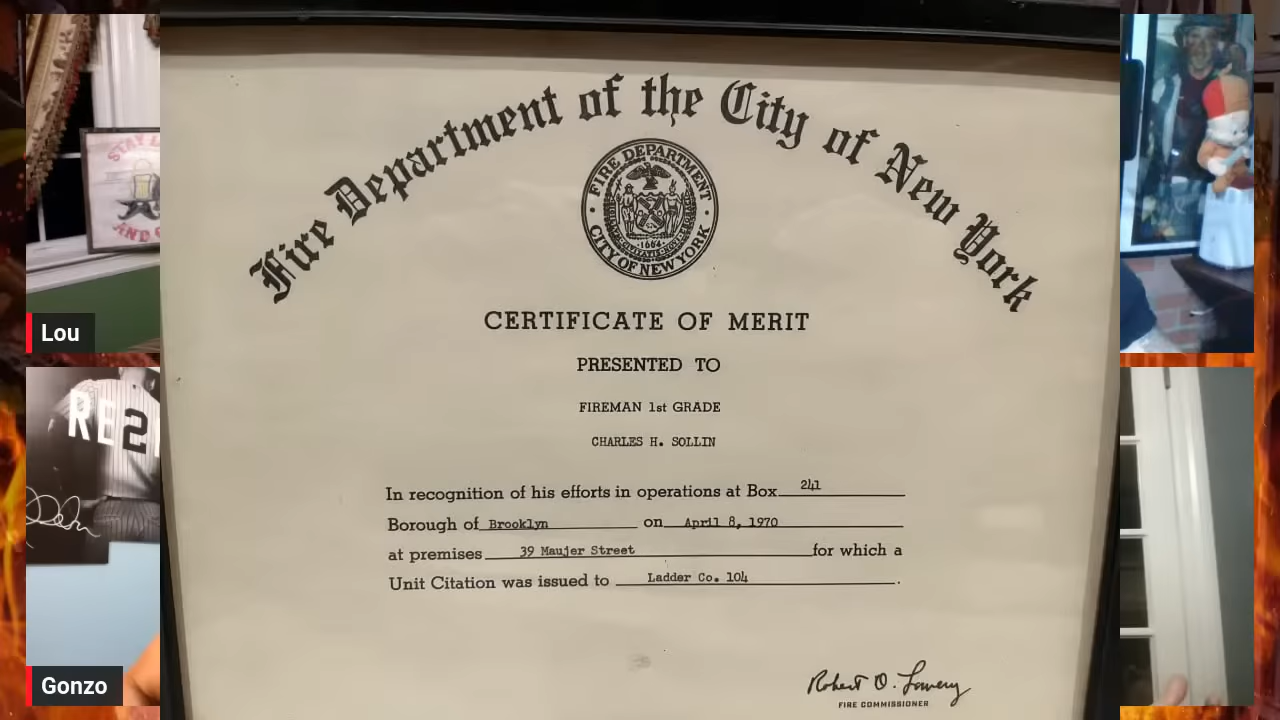 Fire Department of the City of New York
FIRE DEPARTMENT
CITY OF NEW YORK
1664
CERTIFICATE OF MERIT
PRESENTED TO
FIREMAN 1st GRADE
CHARLES H. SOLLIN
In recognition of his efforts in operations at Box 241
Borough of Brooklyn on April 8, 1970
at premises 39 Maujer Street for which a
Unit Citation was issued to Ladder Co. 104.
Robert O. Lowery
FIRE COMMISSIONER
Lou
RE2
Gonzo